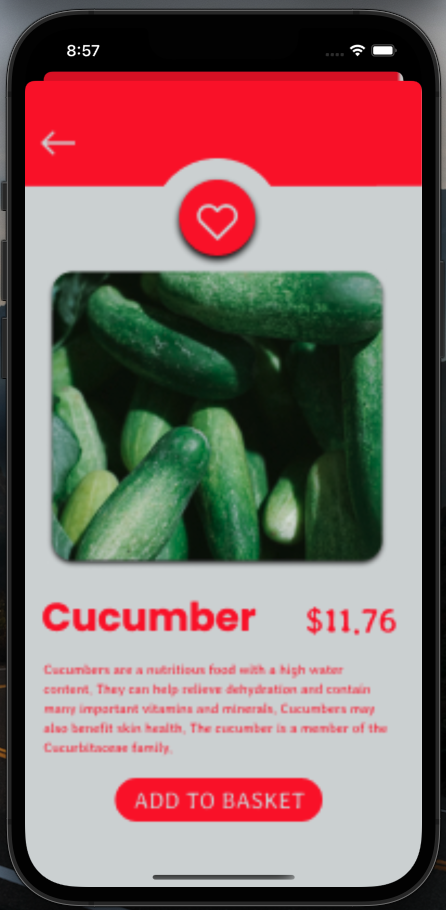 8:57
Cucumber $11.76
Cucumbers are a nutritious food with a high water
content. They can help relieve dehydration and contain
many important vitamins and minerals. Cucumbers may
also benefit skin health. The cucumber is a member of the
Cucurbitaceae family.
ADD TO BASKET